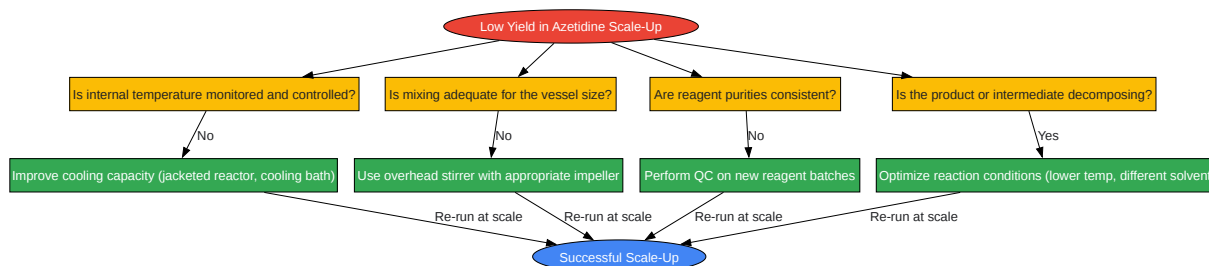 Low Yield in Azetidine Scale-Up
Is internal temperature monitored and controlled?
Is mixing adequate for the vessel size?
Are reagent purities consistent?
Is the product or intermediate decomposing?
No
No
No
Yes
Improve cooling capacity (jacketed reactor, cooling bath)
Use overhead stirrer with appropriate impeller
Perform QC on new reagent batches
Optimize reaction conditions (lower temp, different solvent
Re-run at scale
Re-run at scale
Re-run at scale
Re-run at scale
Successful Scale-Up